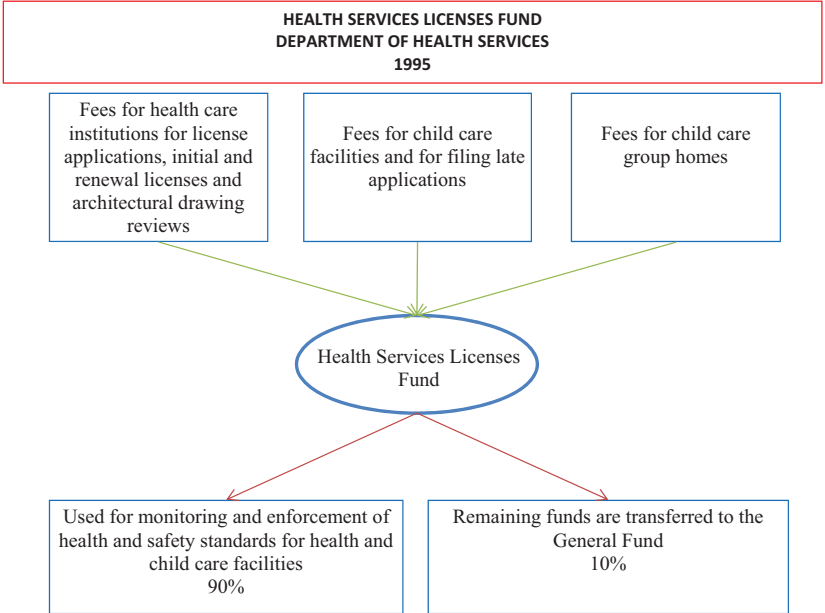 HEALTH SERVICES LICENSES FUND
DEPARTMENT OF HEALTH SERVICES
1995
Fees for health care
institutions for license
applications, initial and
renewal licenses and
architectural drawing
reviews
Fees for child care
facilities and for filing late
applications
Fees for child care
group homes
Health Services Licenses
Fund
Used for monitoring and enforcement of
health and safety standards for health and
child care facilities
90%
Remaining funds are transferred to the
General Fund
10%